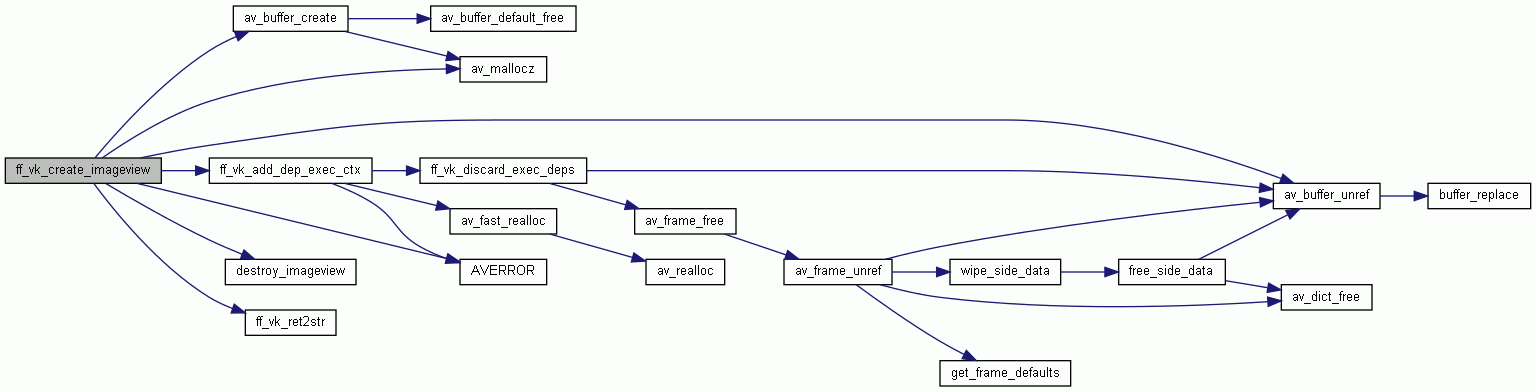 av_buffer_create
av_buffer_default_free
av_mallocz
ff_vk_create_imageview
ff_vk_add_dep_exec_ctx
ff_vk_discard_exec_deps
av_buffer_unref
buffer_replace
av_fast_realloc
av_frame_free
destroy_imageview
AVERROR
av_realloc
av_frame_unref
wipe_side_data
free_side_data
av_dict_free
ff_vk_ret2str
get_frame_defaults